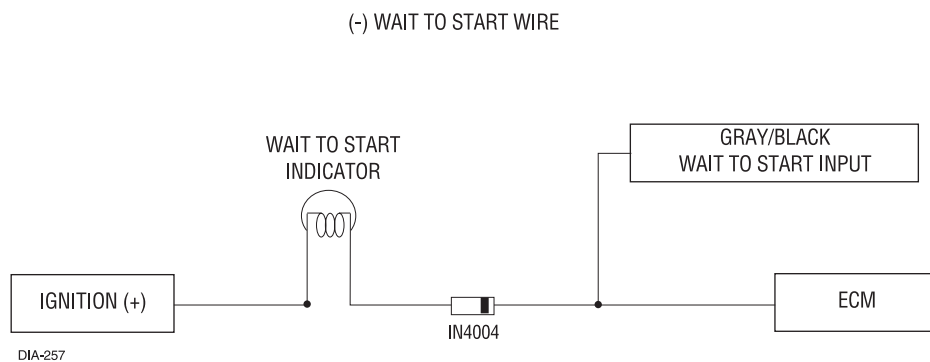 (-) WAIT TO START WIRE
WAIT TO START
INDICATOR
GRAY/BLACK
WAIT TO START INPUT
IGNITION (+)
IN4004
ECM
DIA-257